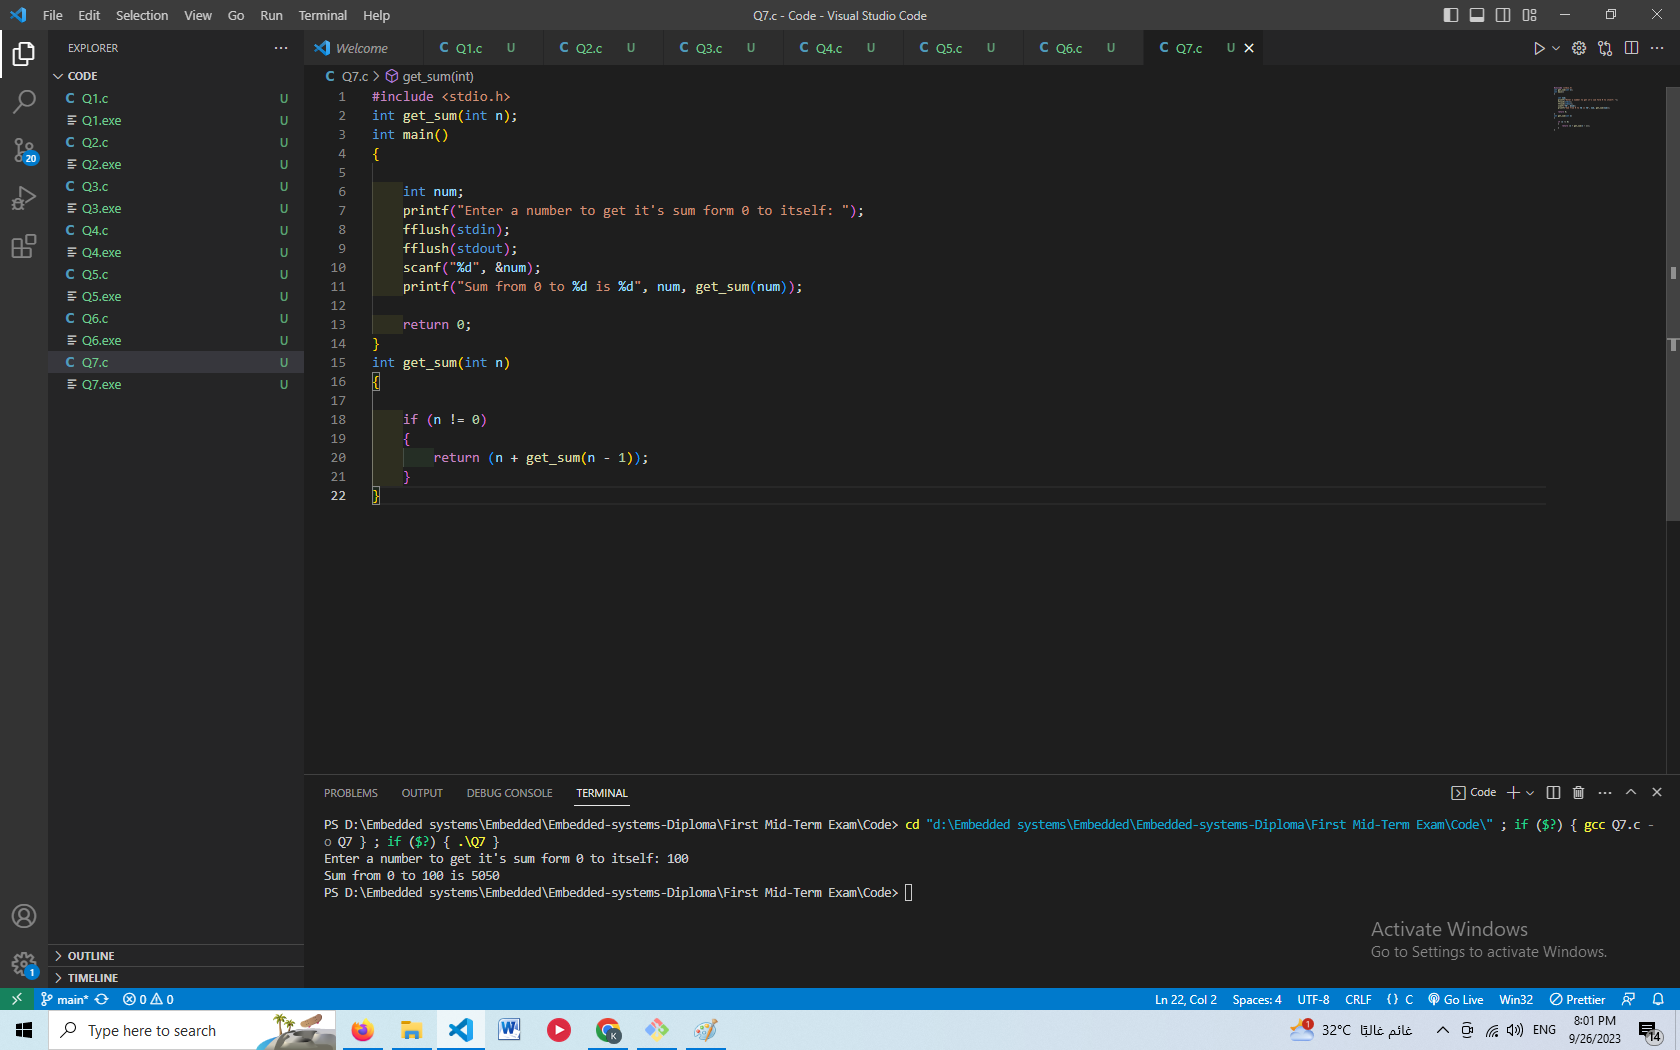 File Edit Selection View Go Run Terminal Help
Q7.c - Code - Visual Studio Code
EXPLORER
CODE
Q1.c U
Q1.exe U
Q2.c U
Q2.exe U
Q3.c U
Q3.exe U
Q4.c U
Q4.exe U
Q5.c U
Q5.exe U
Q6.c U
Q6.exe U
Q7.c U
Q7.exe U
20
1
OUTLINE
TIMELINE
Welcome C Q1.c U C Q2.c U C Q3.c U C Q4.c U C Q5.c U C Q6.c U C Q7.c U
C Q7.c > get_sum(int)
1 #include <stdio.h>
2 int get_sum(int n);
3 int main()
4 {
5
6 int num;
7 printf("Enter a number to get it's sum form 0 to itself: ");
8 fflush(stdin);
9 fflush(stdout);
10 scanf("%d", &num);
11 printf("Sum from 0 to %d is %d", num, get_sum(num));
12
13 return 0;
14 }
15 int get_sum(int n)
16 {
17
18 if (n != 0)
19 {
20 return (n + get_sum(n - 1));
21 }
22 }
PROBLEMS OUTPUT DEBUG CONSOLE TERMINAL
Code
PS D:\Embedded systems\Embedded\Embedded-systems-Diploma\First Mid-Term Exam\Code> cd "d:\Embedded systems\Embedded\Embedded-systems-Diploma\First Mid-Term Exam\Code\" ; if ($?) { gcc Q7.c -
o Q7 } ; if ($?) { .\Q7 }
Enter a number to get it's sum form 0 to itself: 100
Sum from 0 to 100 is 5050
PS D:\Embedded systems\Embedded\Embedded-systems-Diploma\First Mid-Term Exam\Code>
Activate Windows
Go to Settings to activate Windows.
main* 0 0
Ln 22, Col 2 Spaces: 4 UTF-8 CRLF {} C Go Live Win32 Prettier
Type here to search
1 32°C غائم غالبًا ENG
8:01 PM
9/26/2023
14